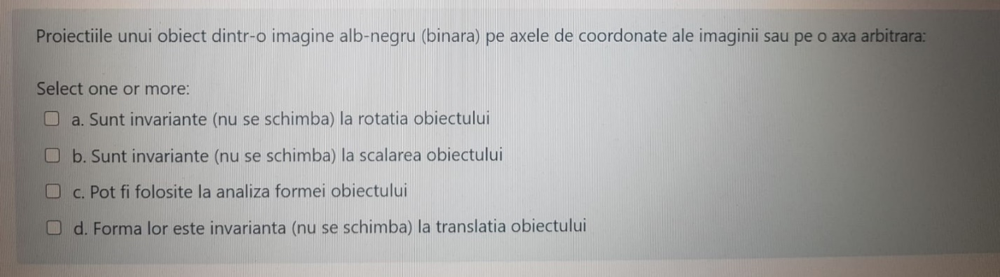 Proiectiile unui obiect dintr-o imagine alb-negru (binara) pe axele de coordonate ale imaginii sau pe o axa arbitrara:
Select one or more:
a. Sunt invariante (nu se schimba) la rotatia obiectului
b. Sunt invariante (nu se schimba) la scalarea obiectului
c. Pot fi folosite la analiza formei obiectului
d. Forma lor este invarianta (nu se schimba) la translatia obiectului